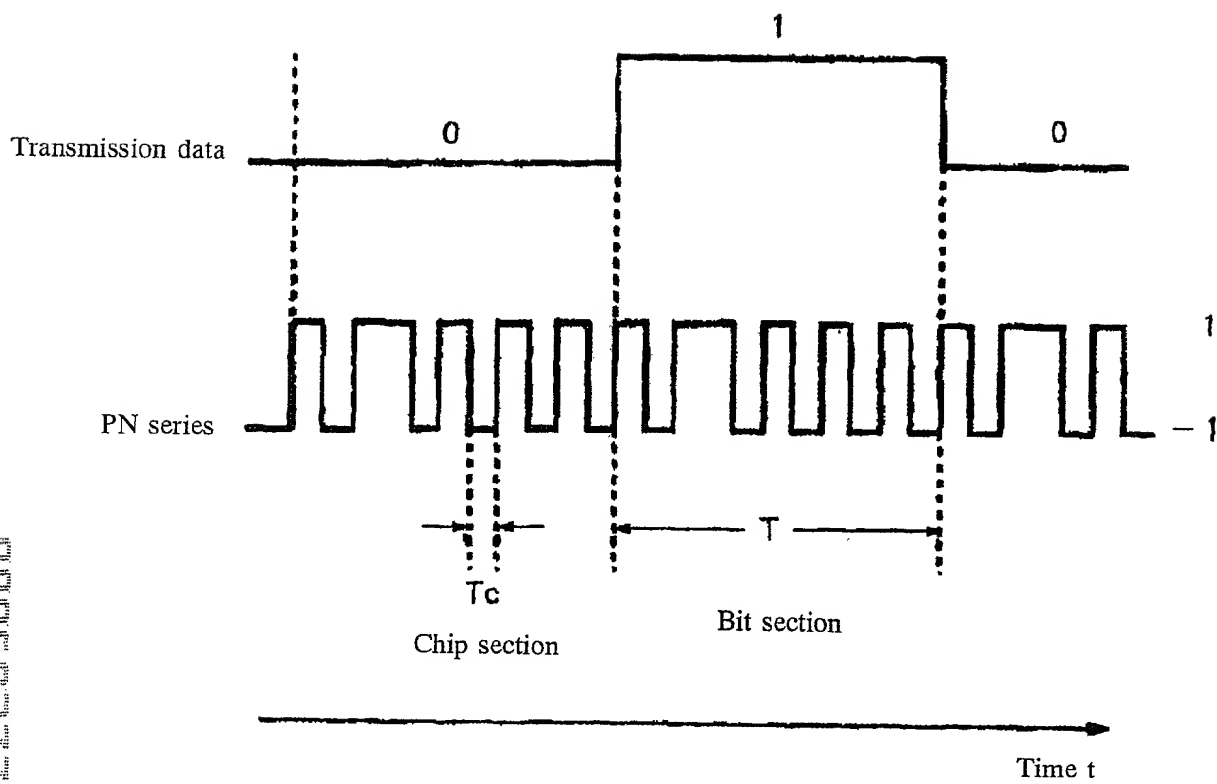 1
0
0
Transmission data
1
PN series
− 1
T
Tc
Bit section
Chip section
Time t